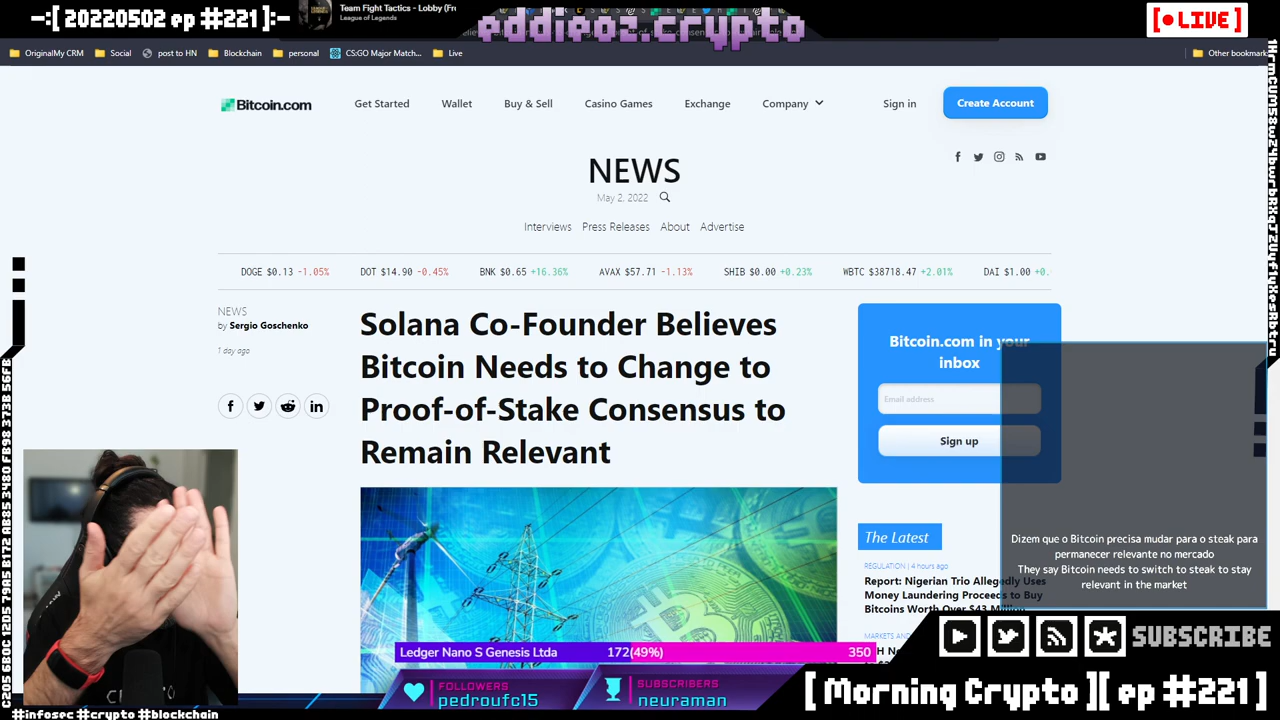 -:[ 20220502 ep #221 ]:-
Team Fight Tactics - Lobby (Fr
League of Legends
eddieoz.crypto
[•LIVE]
OriginalMy CRM
Social
post to HN
Blockchain
personal
CS:GO Major Match...
Live
Other bookmark
Bitcoin.com
Get Started
Wallet
Buy & Sell
Casino Games
Exchange
Company
Sign in
Create Account
NEWS
May 2, 2022
Interviews
Press Releases
About
Advertise
DOGE $0.13 -1.05%
DOT $14.90 -0.45%
BNK $0.65 +16.36%
AVAX $57.71 -1.13%
SHIB $0.00 +0.23%
WBTC $38718.47 +2.01%
DAI $1.00 +0.
NEWS
by Sergio Goschenko
1 day ago
Solana Co-Founder Believes
Bitcoin Needs to Change to
Proof-of-Stake Consensus to
Remain Relevant
Bitcoin.com in your
inbox
Email address
Sign up
The Latest
REGULATION | 4 hours ago
Report: Nigerian Trio Allegedly Uses
Money Laundering Proceeds to Buy
Bitcoins Worth Over $43 Million
MARKETS AND
Dizem que o Bitcoin precisa mudar para o steak para
permanecer relevante no mercado
They say Bitcoin needs to switch to steak to stay
relevant in the market
Ledger Nano S Genesis Ltda
172(49%)
350
FOLLOWERS
pedroufc15
SUBSCRIBERS
neuraman
SUBSCRIBE
[ Morning Crypto ][ ep #221 ]
#infosec #crypto #blockchain